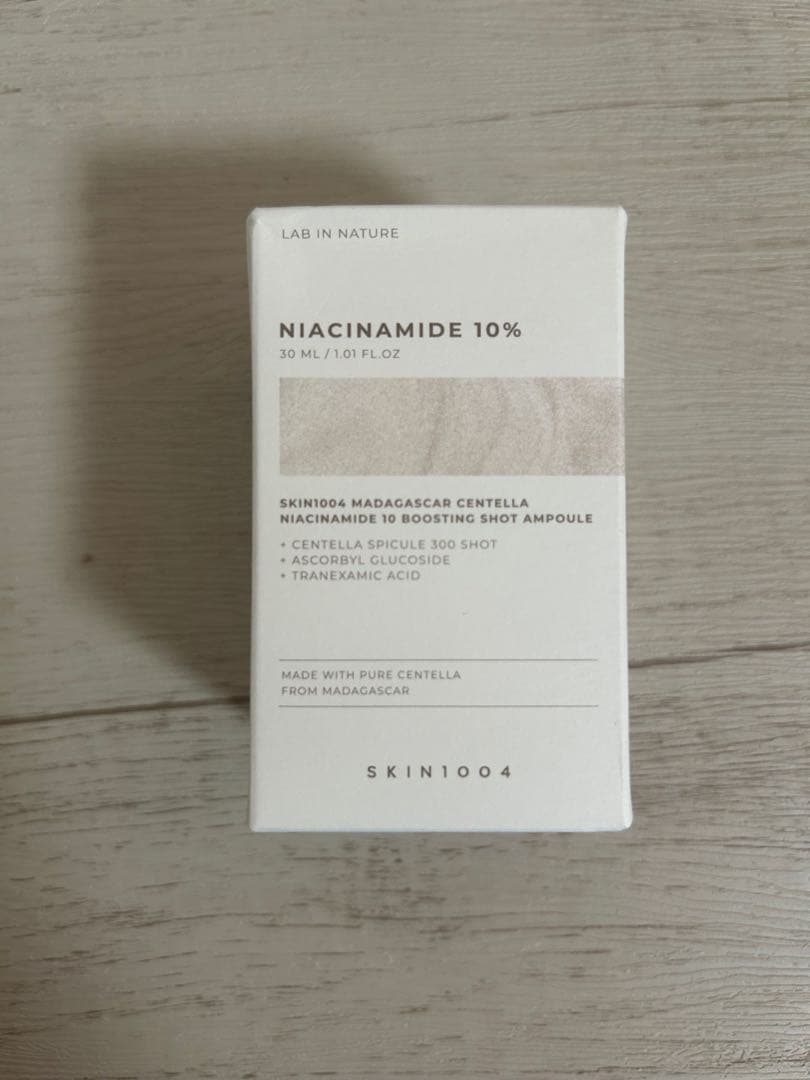 LAB IN NATURE
NIACINAMIDE 10%
30 ML / 1.01 FL.OZ
SKIN1004 MADAGASCAR CENTELLA
NIACINAMIDE 10 BOOSTING SHOT AMPOULE
+ CENTELLA SPICULE 300 SHOT
+ ASCORBYL GLUCOSIDE
+ TRANEXAMIC ACID
MADE WITH PURE CENTELLA
FROM MADAGASCAR
SKIN1004